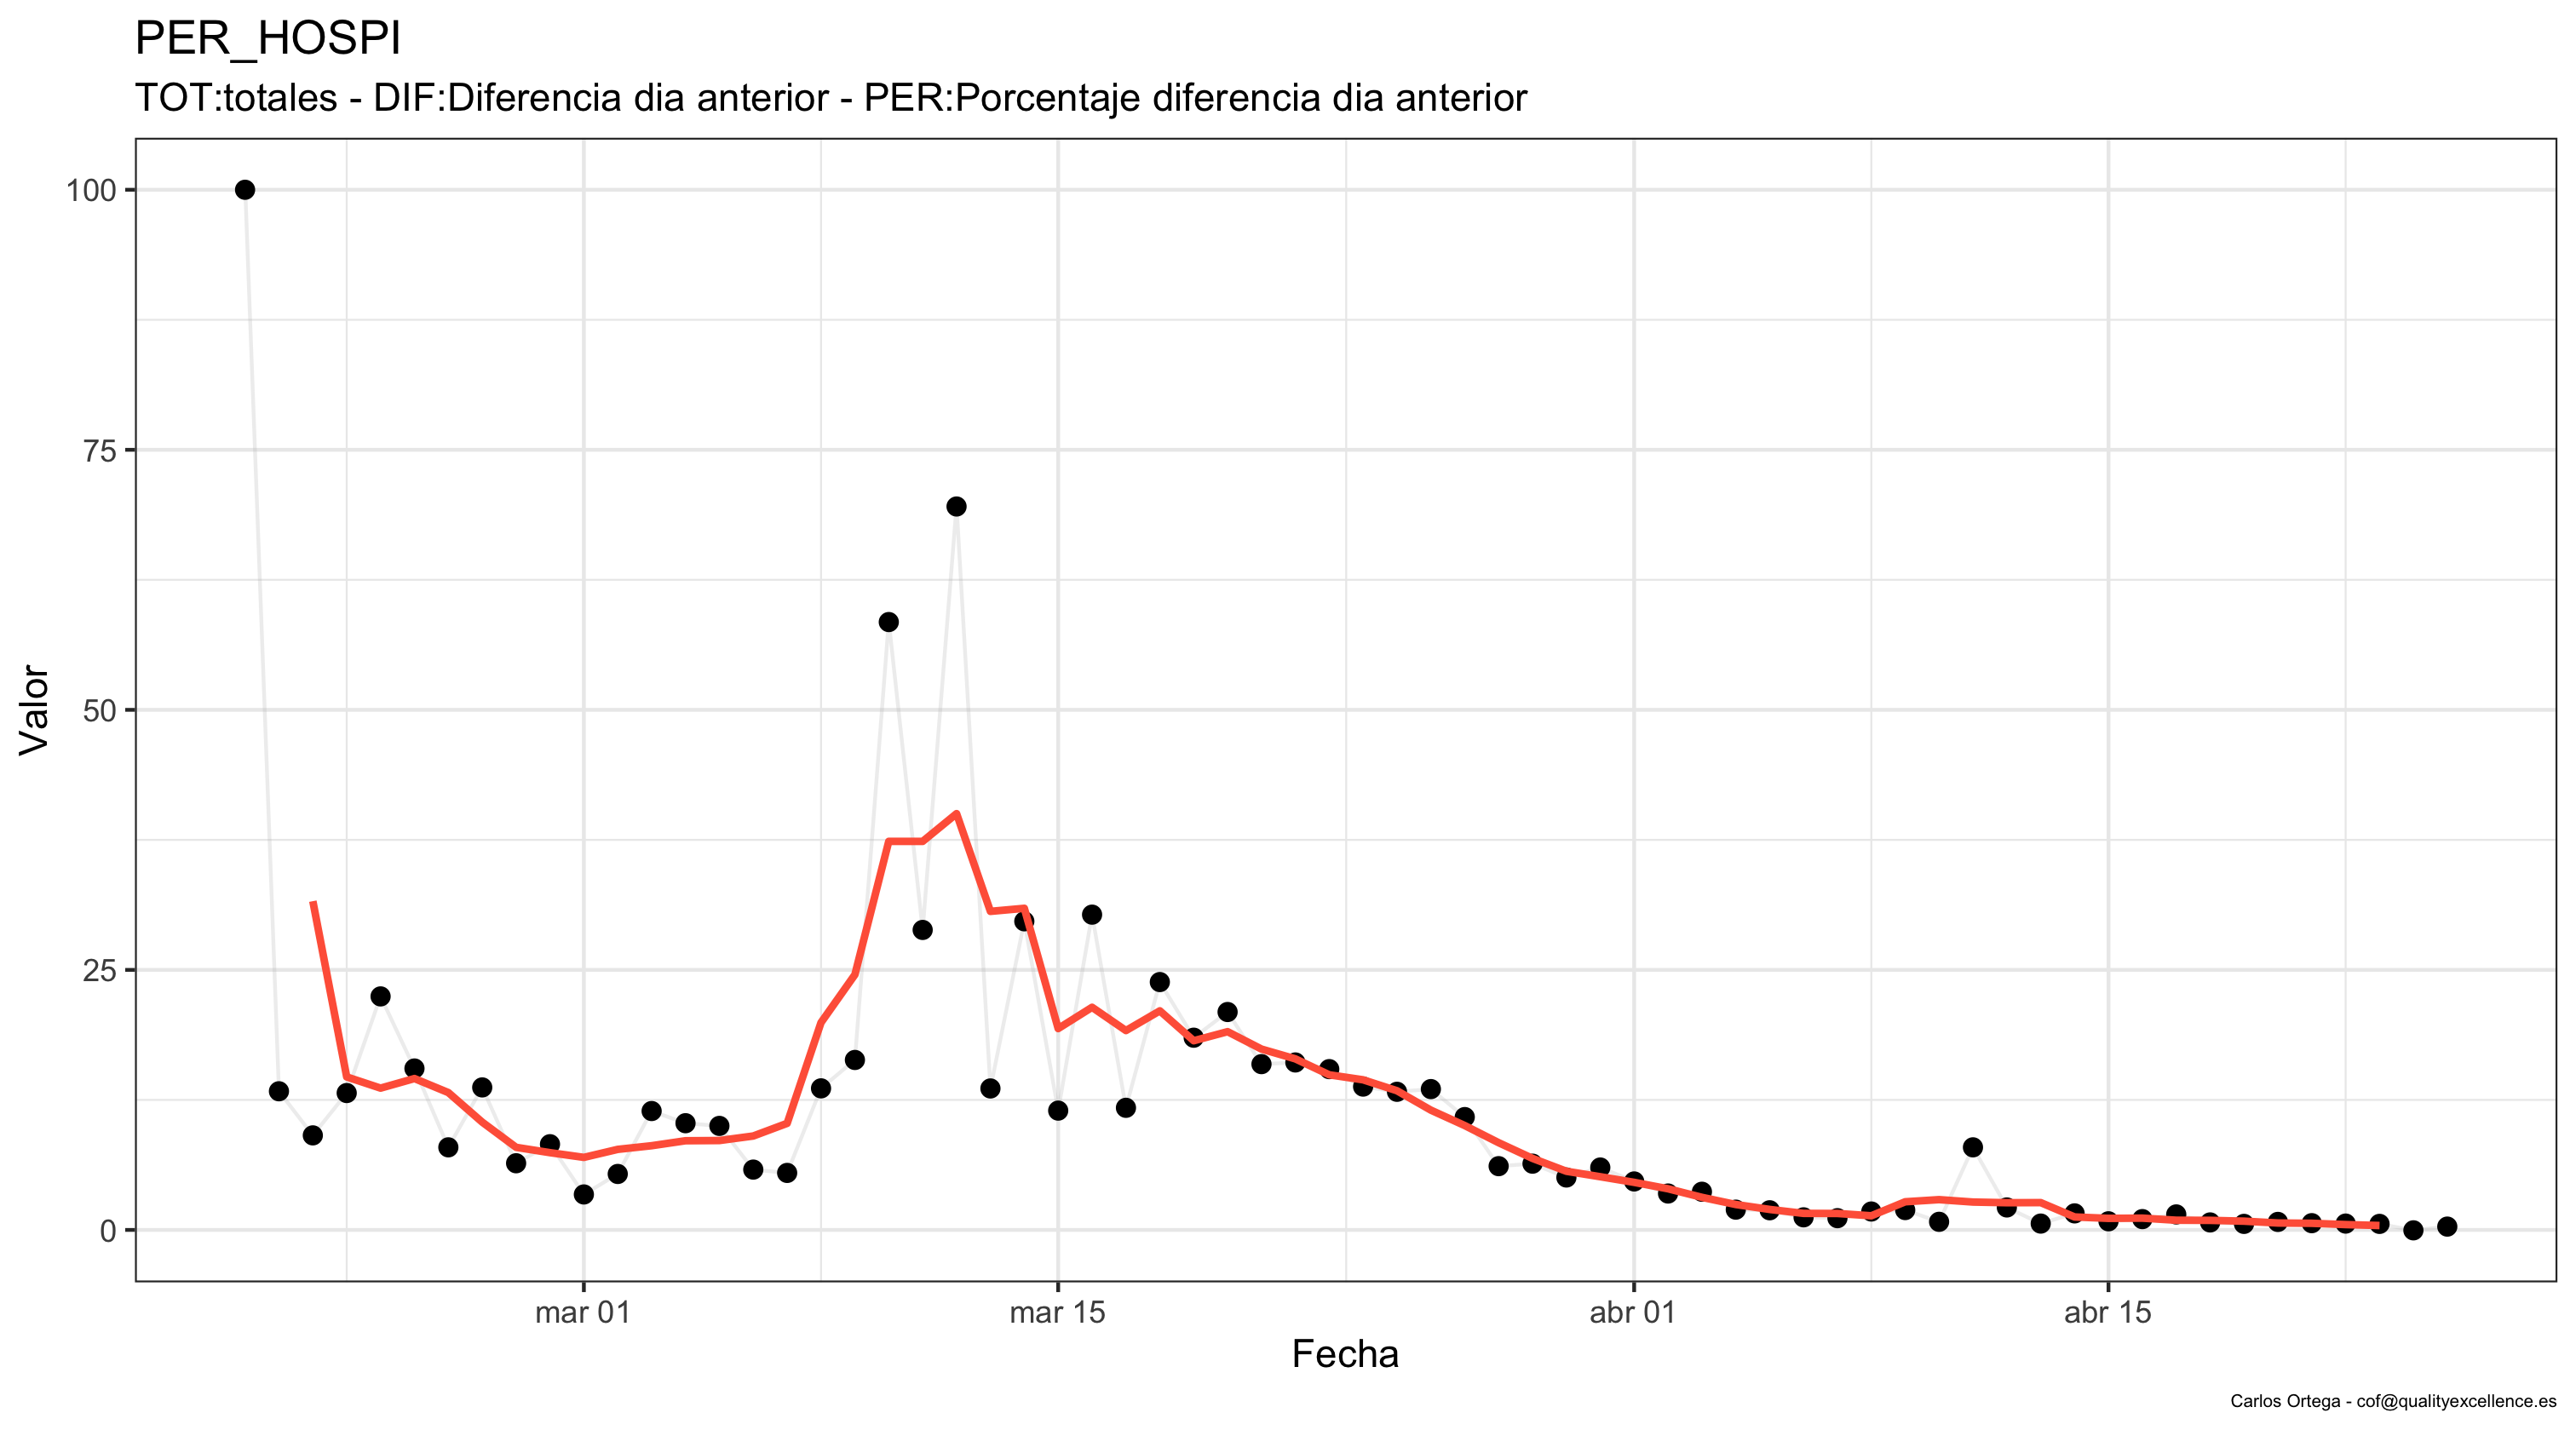 PER_HOSPI
TOT:totales - DIF:Diferencia dia anterior - PER:Porcentaje diferencia dia anterior
100
75
50
25
0
Valor
mar 01
mar 15
abr 01
abr 15
Fecha
Carlos Ortega - cof@qualityexcellence.es